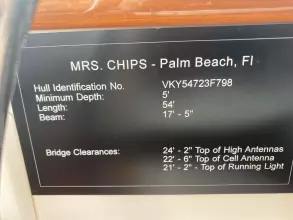 MRS. CHIPS - Palm Beach, Fl
Hull Identification No. VKY54723F798
Minimum Depth: 5'
Length: 54'
Beam: 17' - 5"
Bridge Clearances: 24' - 2" Top of High Antennas
22' - 6" Top of Cell Antenna
21' - 2" - Top of Running Light